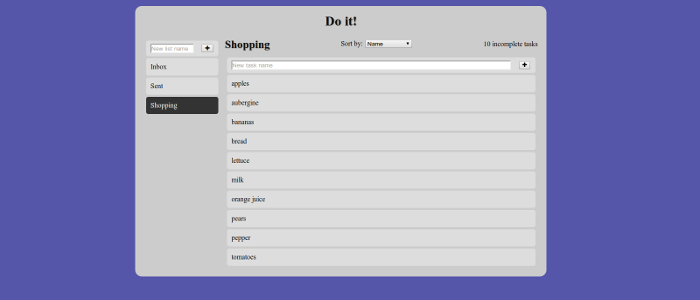 Do it!
New list name
+
Inbox
Sent
Shopping
Shopping
Sort by: Name
10 incomplete tasks
New task name
+
apples
aubergine
bananas
bread
lettuce
milk
orange juice
pears
pepper
tomatoes